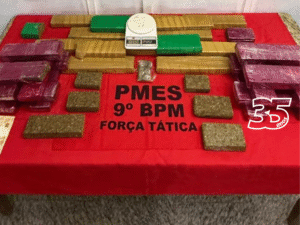 PMES
9º BPM
FORÇA TÁTICA
35